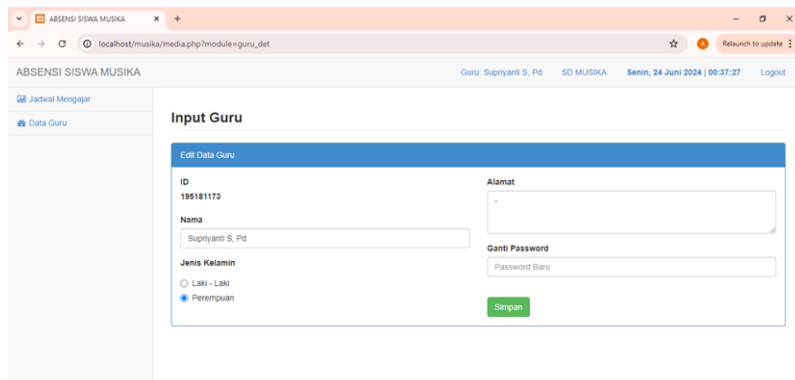 ABSENSI SISWA MUSIKA
localhost/musika/media.php?module=guru_det
A
Relaunch to update
ABSENSI SISWA MUSIKA
Guru: Supriyanti S, Pd
SD MUSIKA
Senin, 24 Juni 2024 | 00:37:27
Logout
Jadwal Mengajar
Data Guru
Input Guru
Edit Data Guru
ID
195181173
Nama
Supriyanti S, Pd
Jenis Kelamin
Laki - Laki
Perempuan
Alamat
-
Ganti Password
Password Baru
Simpan